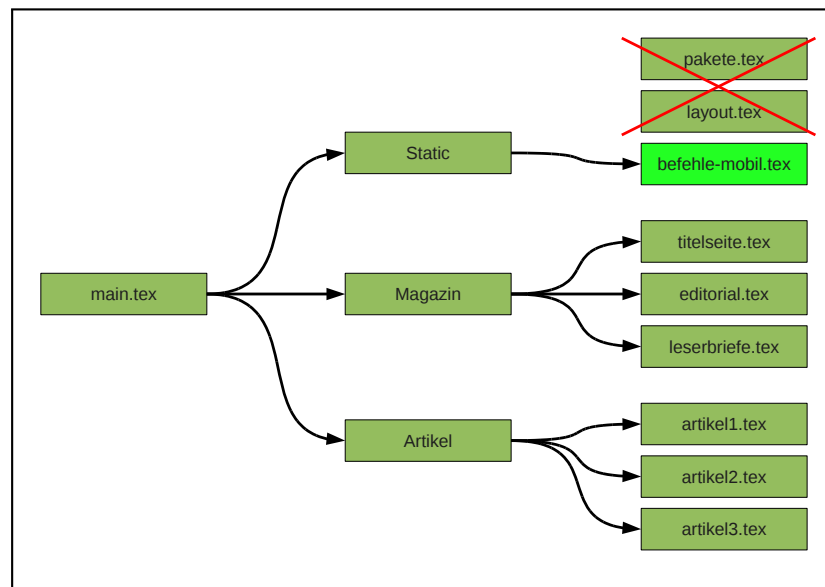 pakete.tex
layout.tex
Static
befehle-mobil.tex
titelseite.tex
main.tex
Magazin
editorial.tex
leserbriefe.tex
Artikel
artikel1.tex
artikel2.tex
artikel3.tex